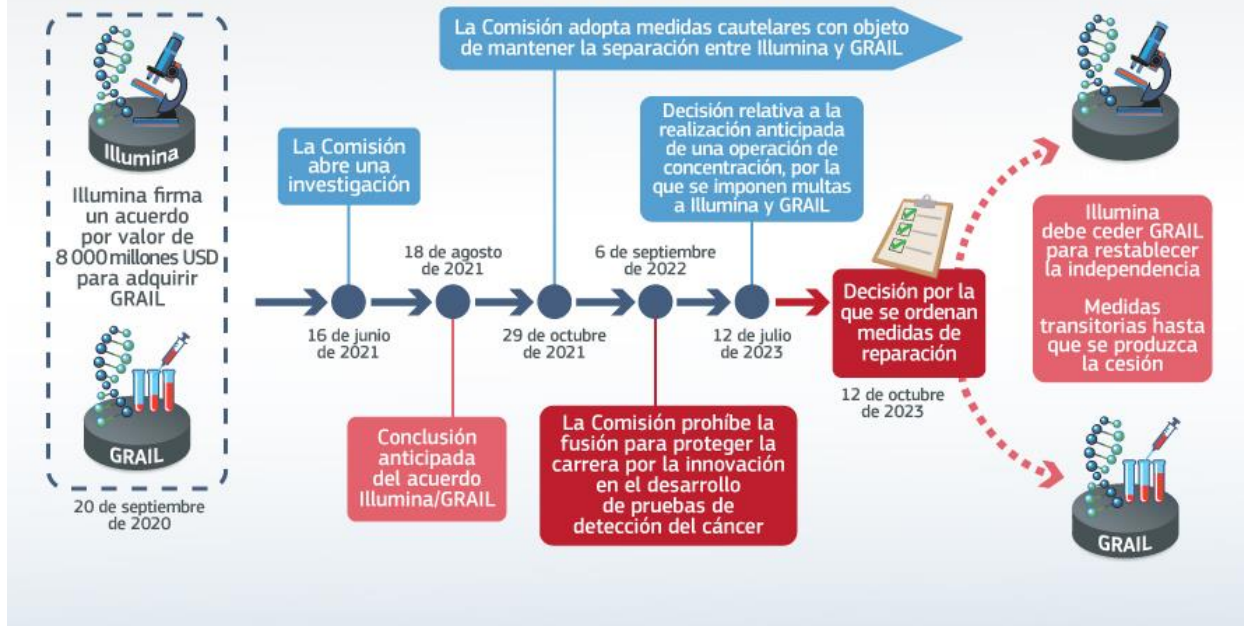 Illumina
Illumina firma
un acuerdo
por valor de
8 000 millones USD
para adquirir
GRAIL
GRAIL
20 de septiembre
de 2020
La Comisión
abre una
investigación
16 de junio
de 2021
18 de agosto
de 2021
Conclusión
anticipada
del acuerdo
Illumina/GRAIL
La Comisión adopta medidas cautelares con objeto
de mantener la separación entre Illumina y GRAIL
29 de octubre
de 2021
6 de septiembre
de 2022
La Comisión prohíbe la
fusión para proteger la
carrera por la innovación
en el desarrollo
de pruebas de
detección del cáncer
Decisión relativa a la
realización anticipada
de una operación de
concentración, por la
que se imponen multas
a Illumina y GRAIL
12 de julio
de 2023
Decisión por la
que se ordenan
medidas de
reparación
12 de octubre
de 2023
Illumina
Illumina
debe ceder GRAIL
para restablecer
la independencia
Medidas
transitorias hasta
que se produzca
la cesión
GRAIL